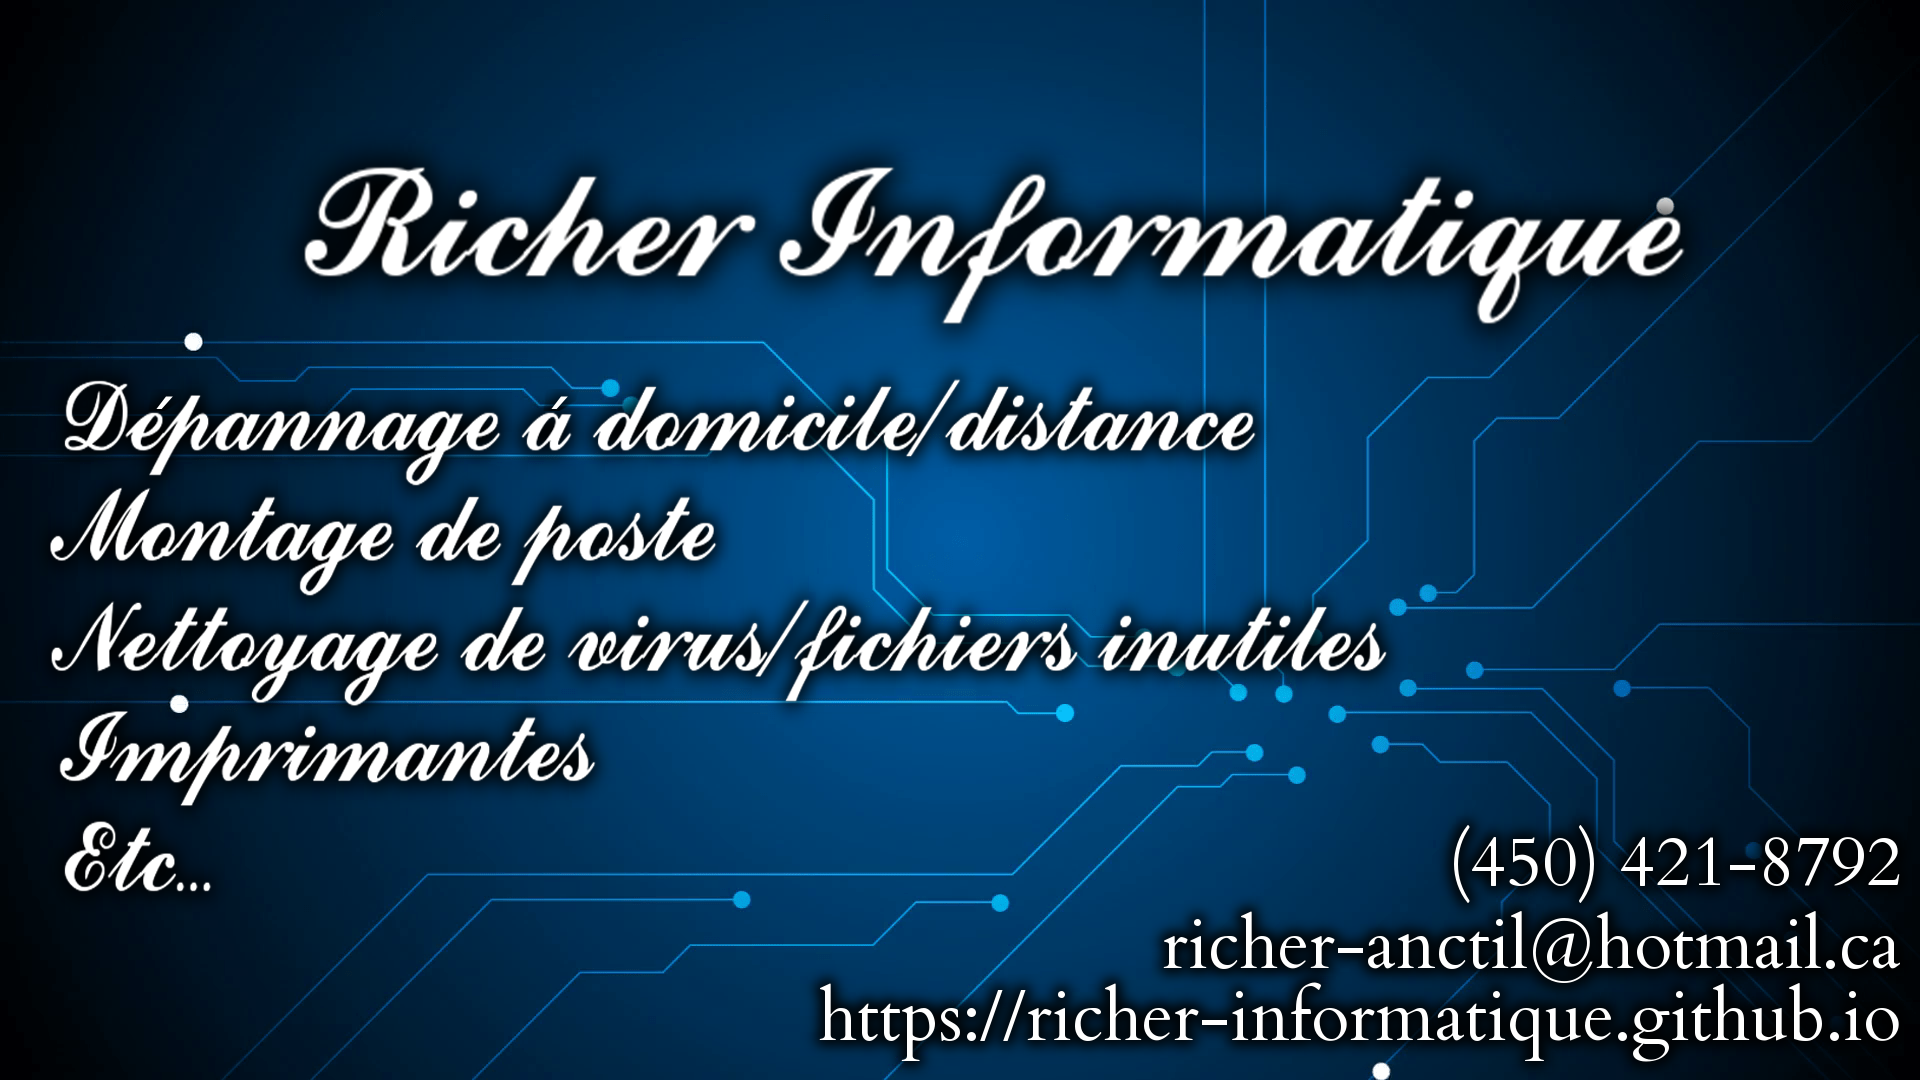 Richer Informatique
Dépannage á domicile/distance
Montage de poste
Nettoyage de virus/fichiers inutiles
Imprimantes
Etc...
(450) 421-8792
richer-anctil@hotmail.ca
https://richer-informatique.github.io